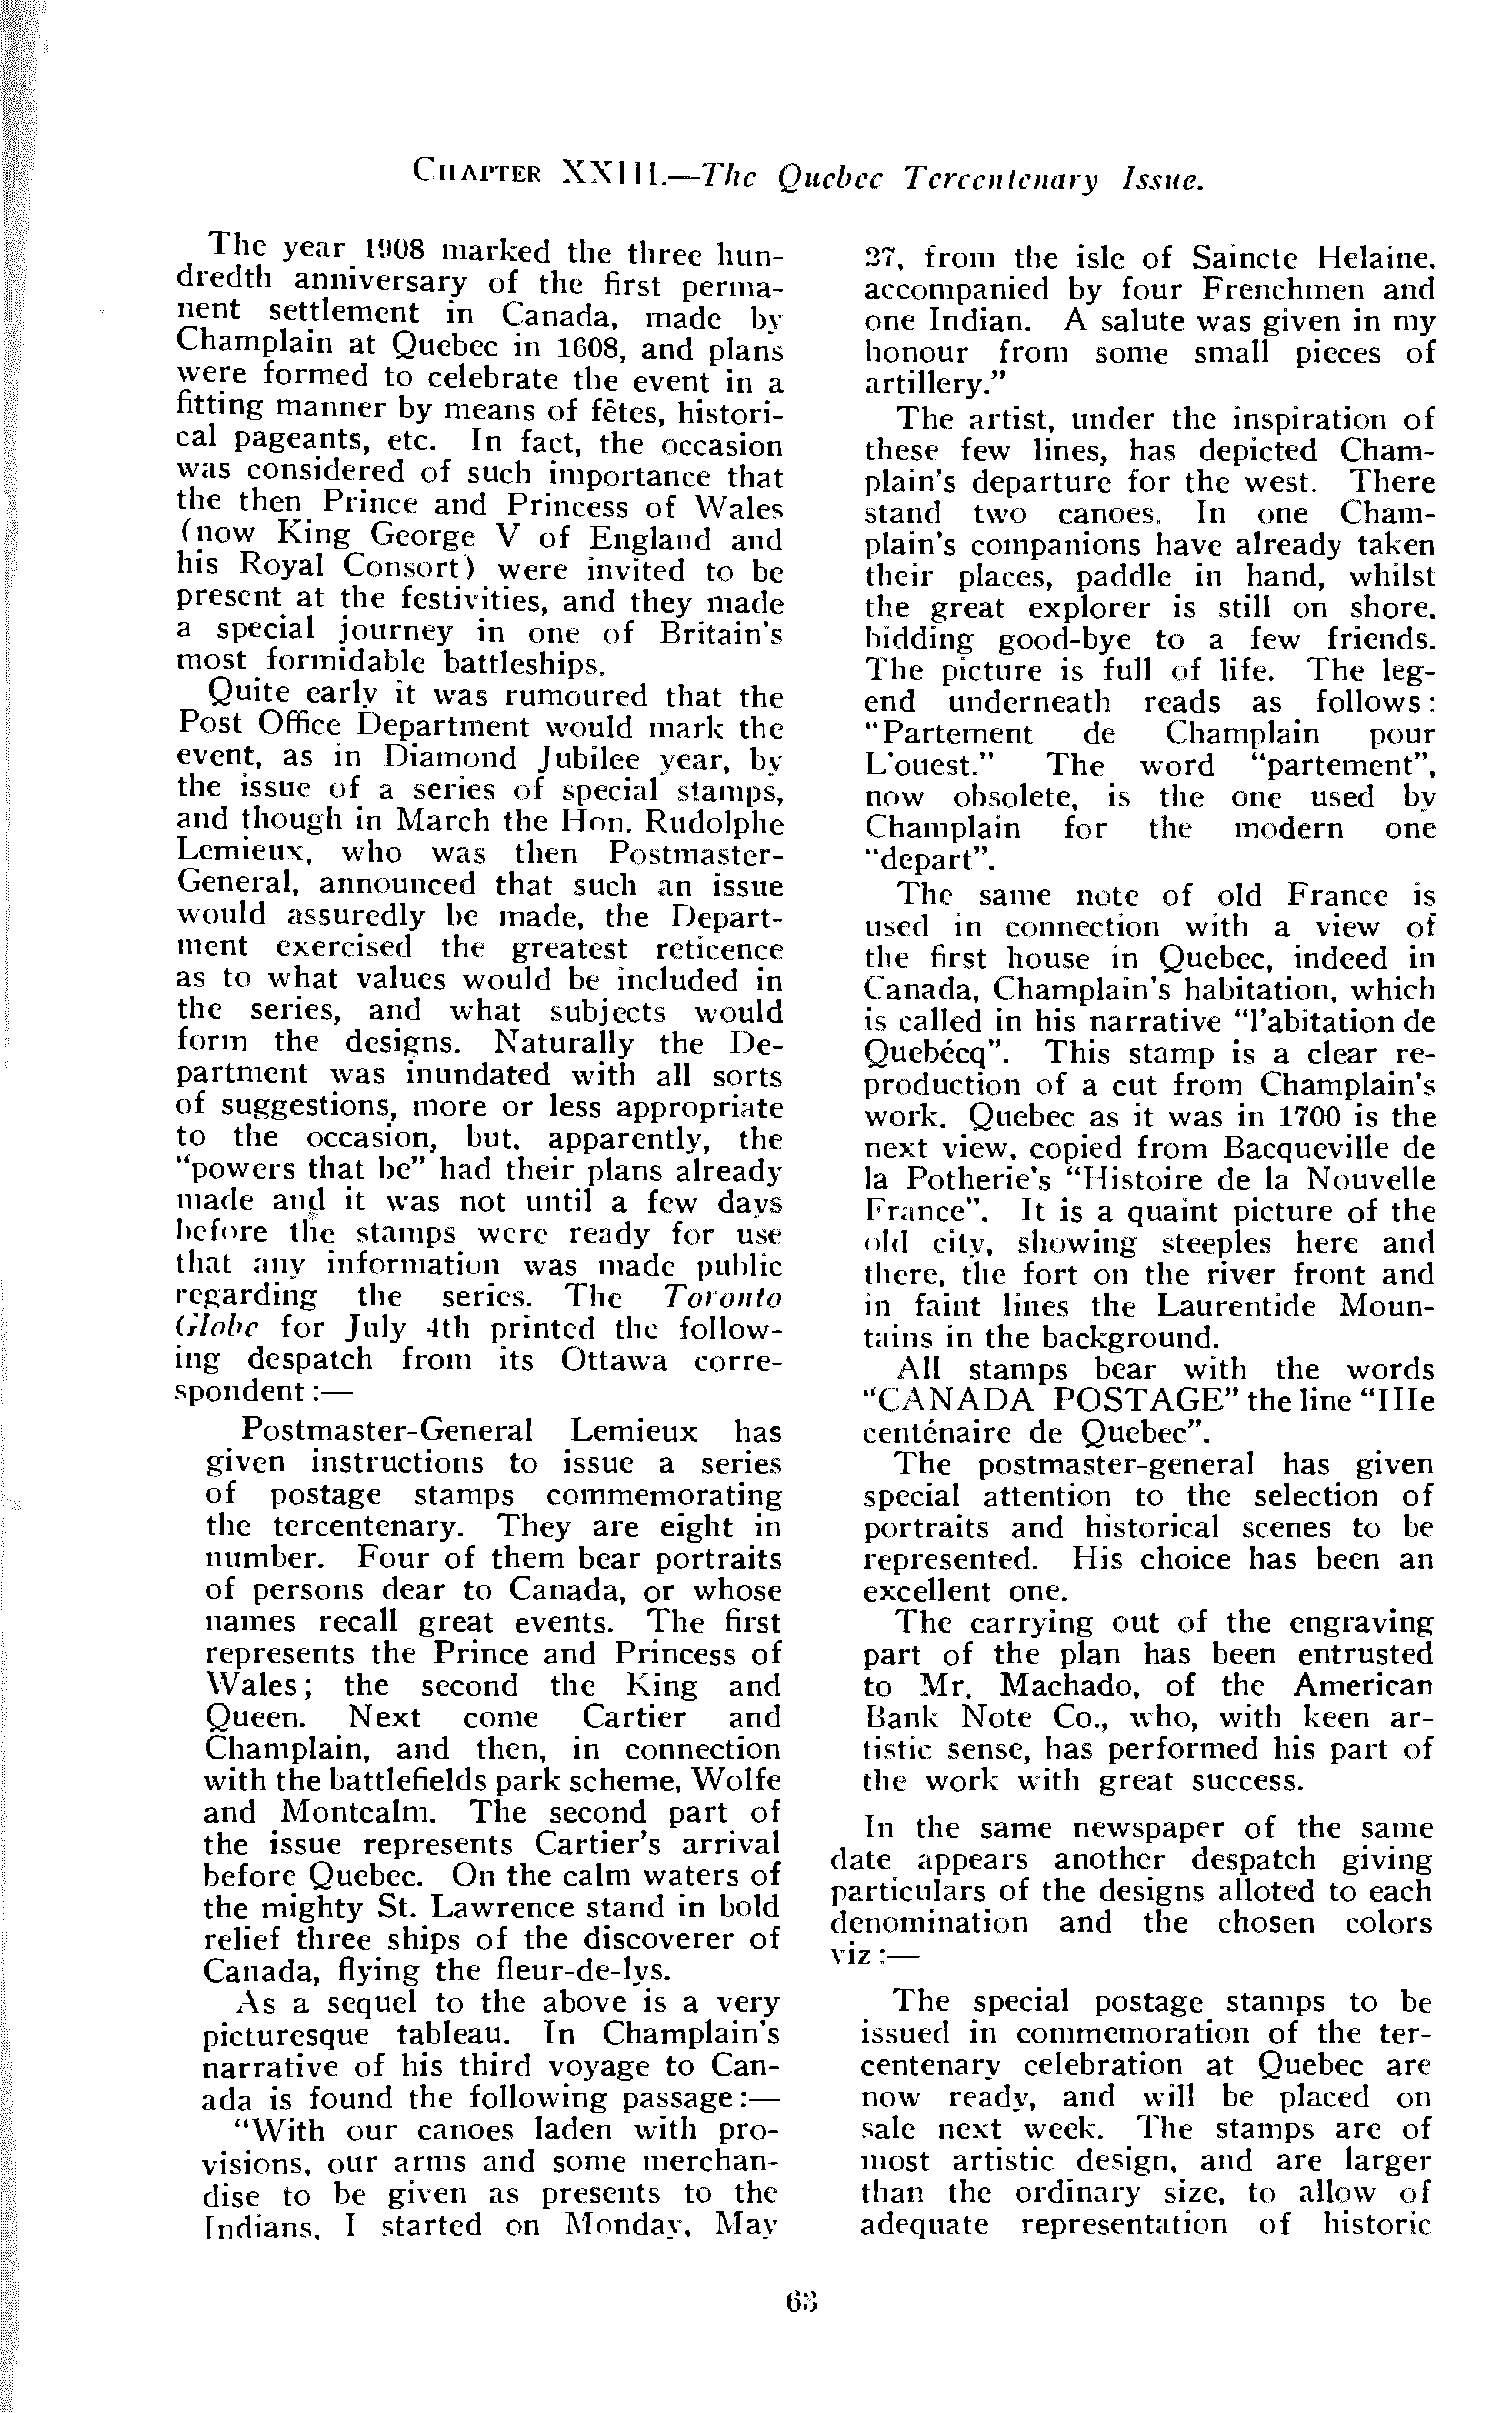 CHAPTER XXIII.—The Quebec Tercentenary Issue.
The year 1908 marked the three hun-
dredth anniversary of the first perma-
nent settlement in Canada, made by
Champlain at Quebec in 1608, and plans
were formed to celebrate the event in a
fitting manner by means of fêtes, histori-
cal pageants, etc. In fact, the occasion
was considered of such importance that
the then Prince and Princess of Wales
(now King George V of England and
his Royal Consort) were invited to be
present at the festivities, and they made
a special journey in one of Britain's
most formidable battleships.
Quite early it was rumoured that the
Post Office Department would mark the
event, as in Diamond Jubilee year, by
the issue of a series of special stamps,
and though in March the Hon. Rudolphe
Lemieux, who was then Postmaster-
General, announced that such an issue
would assuredly be made, the Depart-
ment exercised the greatest reticence
as to what values would be included in
the series, and what subjects would
form the designs. Naturally the De-
partment was inundated with all sorts
of suggestions, more or less appropriate
to the occasion, but, apparently, the
"powers that be" had their plans already
made and it was not until a few days
before the stamps were ready for use
that any information was made public
regarding the series. The Toronto
Globe for July 4th printed the follow-
ing despatch from its Ottawa corre-
spondent:—
Postmaster-General Lemieux has
given instructions to issue a series
of postage stamps commemorating
the tercentenary. They are eight in
number. Four of them bear portraits
of persons dear to Canada, or whose
names recall great events. The first
represents the Prince and Princess of
Wales; the second the King and
Queen. Next come Cartier and
Champlain, and then, in connection
with the battlefields park scheme, Wolfe
and Montcalm. The second part of
the issue represents Cartier's arrival
before Quebec. On the calm waters of
the mighty St. Lawrence stand in bold
relief three ships of the discoverer of
Canada, flying the fleur-de-lys.
As a sequel to the above is a very
picturesque tableau. In Champlain's
narrative of his third voyage to Can-
ada is found the following passage:—
"With our canoes laden with pro-
visions, our arms and some merchan-
dise to be given as presents to the
Indians, I started on Monday, May
27, from the isle of Saincte Helaine,
accompanied by four Frenchmen and
one Indian. A salute was given in my
honour from some small pieces of
artillery."
The artist, under the inspiration of
these few lines, has depicted Cham-
plain's departure for the west. There
stand two canoes. In one Cham-
plain's companions have already taken
their places, paddle in hand, whilst
the great explorer is still on shore,
bidding good-bye to a few friends.
The picture is full of life. The leg-
end underneath reads as follows:
"Partement de Champlain pour
L'ouest." The word "partement",
now obsolete, is the one used by
Champlain for the modern one
"depart".
The same note of old France is
used in connection with a view of
the first house in Quebec, indeed in
Canada, Champlain's habitation, which
is called in his narrative "l'abitation de
Quebécq". This stamp is a clear re-
production of a cut from Champlain's
work. Quebec as it was in 1700 is the
next view, copied from Bacqueville de
la Potherie's "Histoire de la Nouvelle
France". It is a quaint picture of the
old city, showing steeples here and
there, the fort on the river front and
in faint lines the Laurentide Moun-
tains in the background.
All stamps bear with the words
"CANADA POSTAGE" the line "IIIe
centénaire de Quebec".
The postmaster-general has given
special attention to the selection of
portraits and historical scenes to be
represented. His choice has been an
excellent one.
The carrying out of the engraving
part of the plan has been entrusted
to Mr. Machado, of the American
Bank Note Co., who, with keen ar-
tistic sense, has performed his part of
the work with great success.
In the same newspaper of the same
date appears another despatch giving
particulars of the designs alloted to each
denomination and the chosen colors
viz:—
The special postage stamps to be
issued in commemoration of the ter-
centenary celebration at Quebec are
now ready, and will be placed on
sale next week. The stamps are of
most artistic design, and are larger
than the ordinary size, to allow of
adequate representation of historic
63